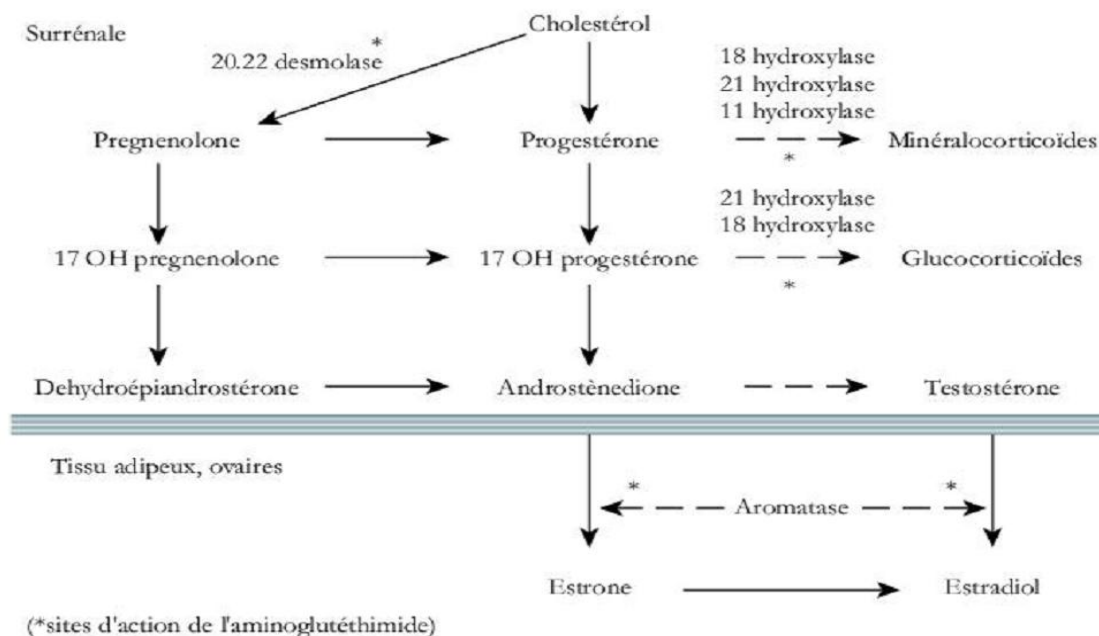 Surrénale
Cholestérol
*
20.22 desmolase
18 hydroxylase
21 hydroxylase
11 hydroxylase
Pregnenolone
Progestérone
*
Minéralocorticoïdes
21 hydroxylase
18 hydroxylase
17 OH pregnenolone
17 OH progestérone
*
Glucocorticoïdes
Dehydroépiandrostérone
Androstènedione
Testostérone
Tissu adipeux, ovaires
* Aromatase *
Estrone
Estradiol
(*sites d'action de l'aminoglutéthimide)